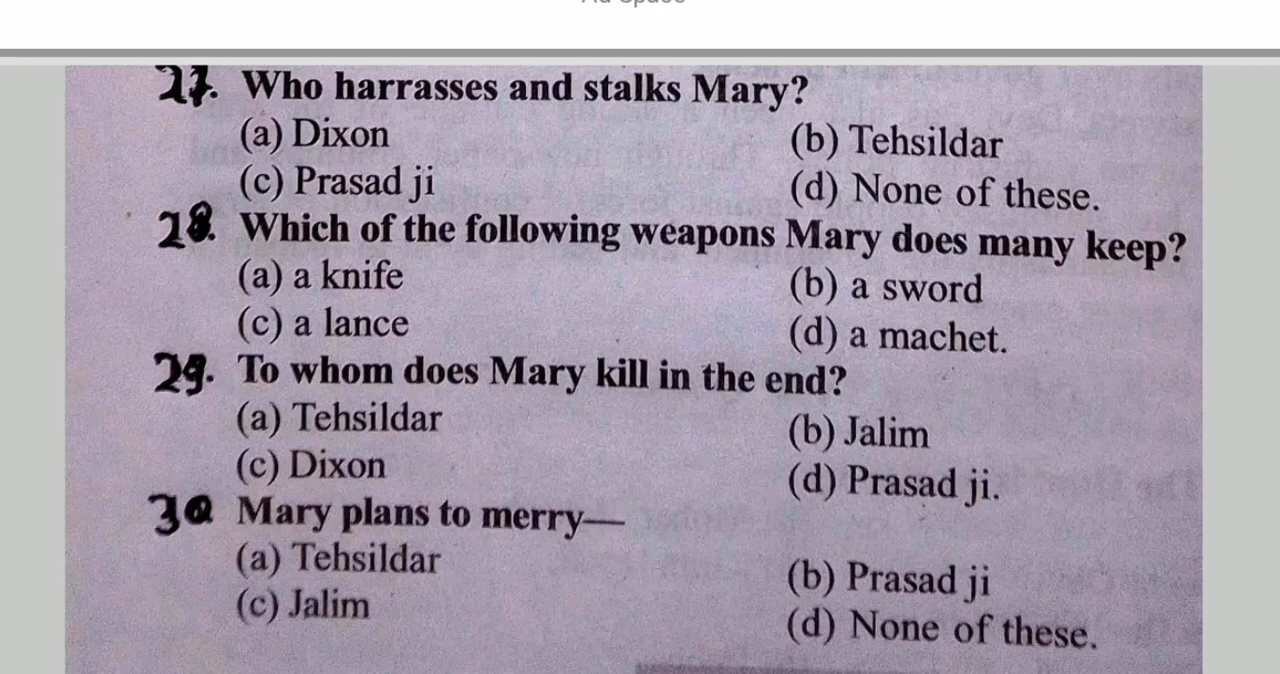 Ad Space
27. Who harrasses and stalks Mary?
(a) Dixon (b) Tehsildar
(c) Prasad ji (d) None of these.
28. Which of the following weapons Mary does many keep?
(a) a knife (b) a sword
(c) a lance (d) a machet.
29. To whom does Mary kill in the end?
(a) Tehsildar (b) Jalim
(c) Dixon (d) Prasad ji.
30 Mary plans to merry—
(a) Tehsildar (b) Prasad ji
(c) Jalim (d) None of these.